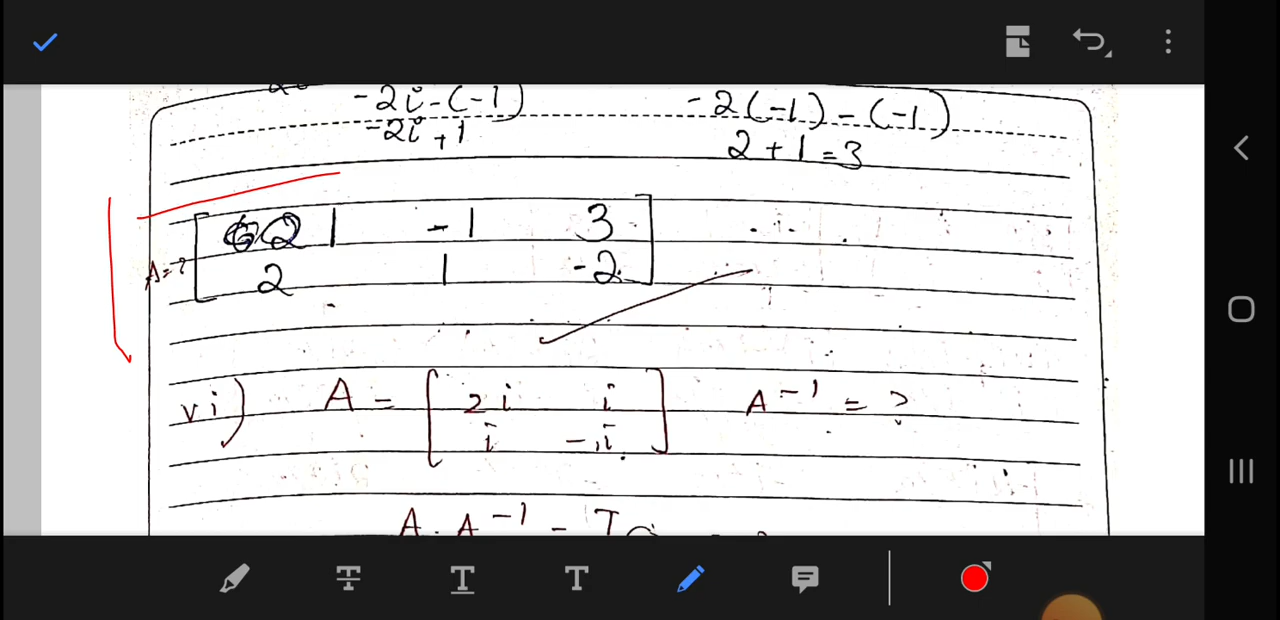 -2i-(-1) -2(-1)-(-1)
-2i+1 2+1=3
1 -1 3
A=? 2 1 -2
vi) A = [ 2i i A⁻¹ = ?
i -i ]
A. A⁻¹ =
T T T